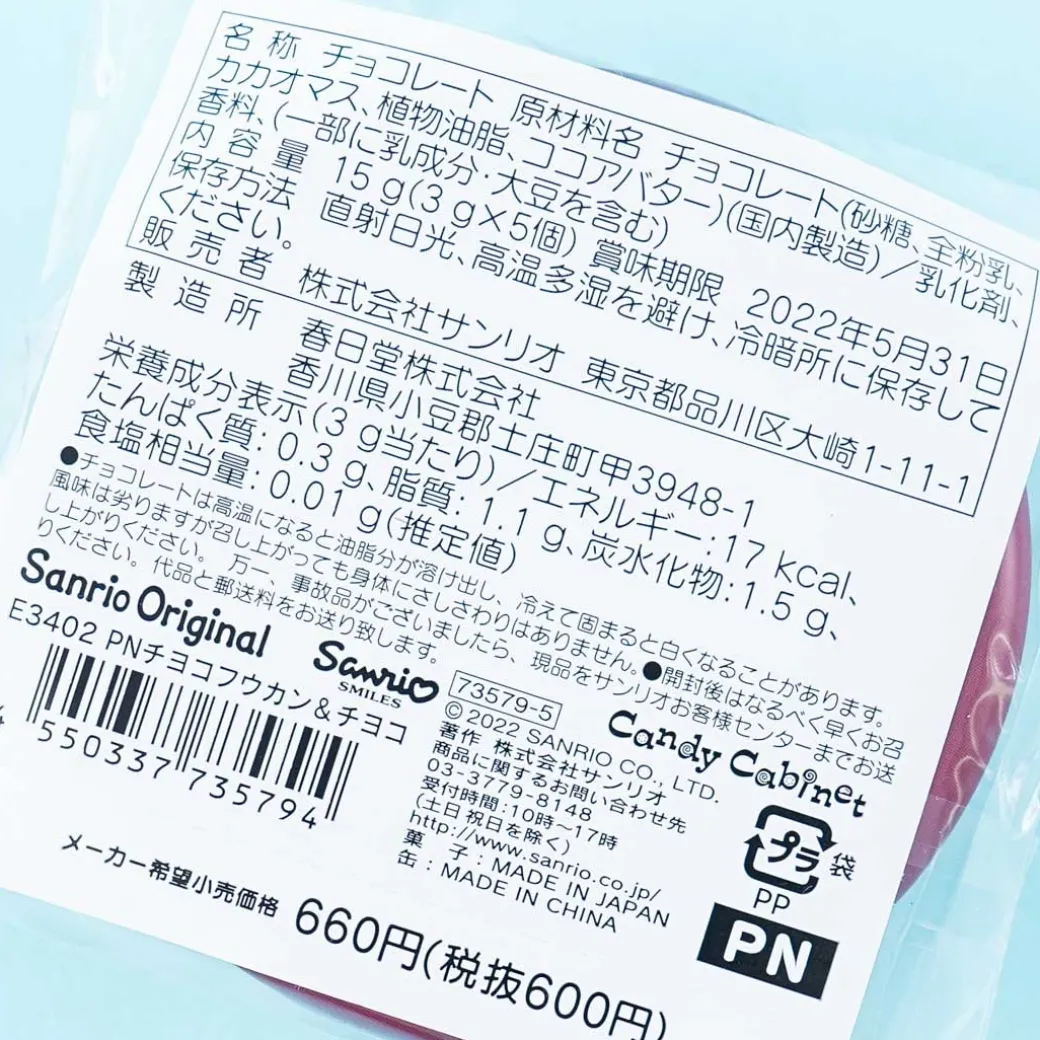 名称 チョコレート 原材料名 チョコレート(砂糖、全粉乳、
カカオマス、植物油脂、ココアバター)(国内製造)／乳化剤、
香料、(一部に乳成分・大豆を含む)
内容量 15g(3g×5個) 賞味期限 2022年5月31日
保存方法 直射日光、高温多湿を避け、冷暗所に保存して
ください。
販売者 株式会社サンリオ 東京都品川区大崎1-11-1
製造所 春日堂株式会社
香川県小豆郡土庄町甲3948-1
栄養成分表示(3g当たり)／エネルギー:17kcal、
たんぱく質:0.3g、脂質:1.1g、炭水化物:1.5g、
食塩相当量:0.01g(推定値)
●チョコレートは高温になると油脂分が溶け出し、冷えて固まると白くなることがあります。
風味は劣りますが召し上がっても身体にさしさわりはありません。●開封後はなるべく早くお召
し上がりください。 万一、事故品がございましたら、現品をサンリオお客様センターまでお送
りください。代品と郵送料をお送り致します。
Sanrio Original
Sanrio
SMILES
E3402 PNチヨコフウカン&チヨコ
4 550337 735794
73579-5
© 2022 SANRIO CO., LTD.
著作 株式会社サンリオ
商品に関するお問い合わせ先
03-3779-8148
受付時間:10時～17時
(土日祝日を除く)
http://www.sanrio.co.jp/
菓子:MADE IN JAPAN
缶:MADE IN CHINA
Candy Cabinet
プラ 袋
PP
PN
メーカー希望小売価格 660円(税抜600円)